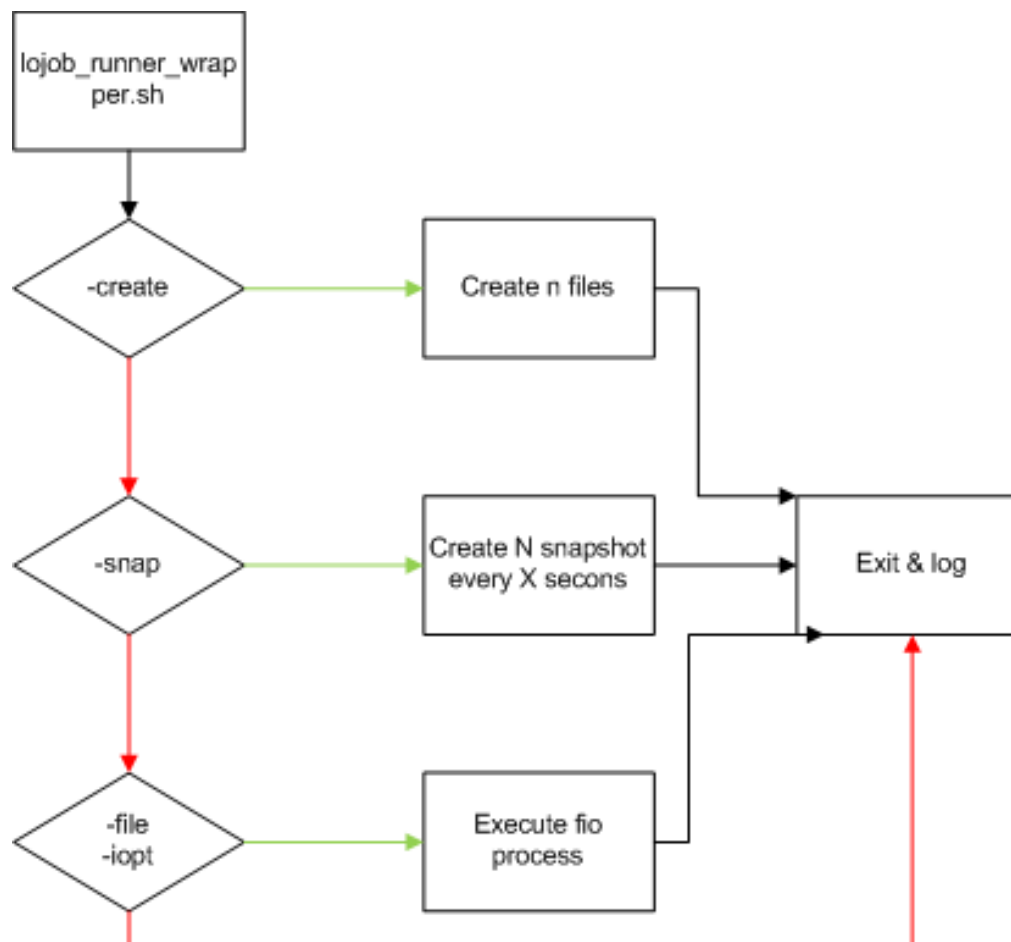 lojob_runner_wrap
per.sh
-create
Create n files
-snap
Create N snapshot
every X secons
Exit & log
-file
-iopt
Execute fio
process